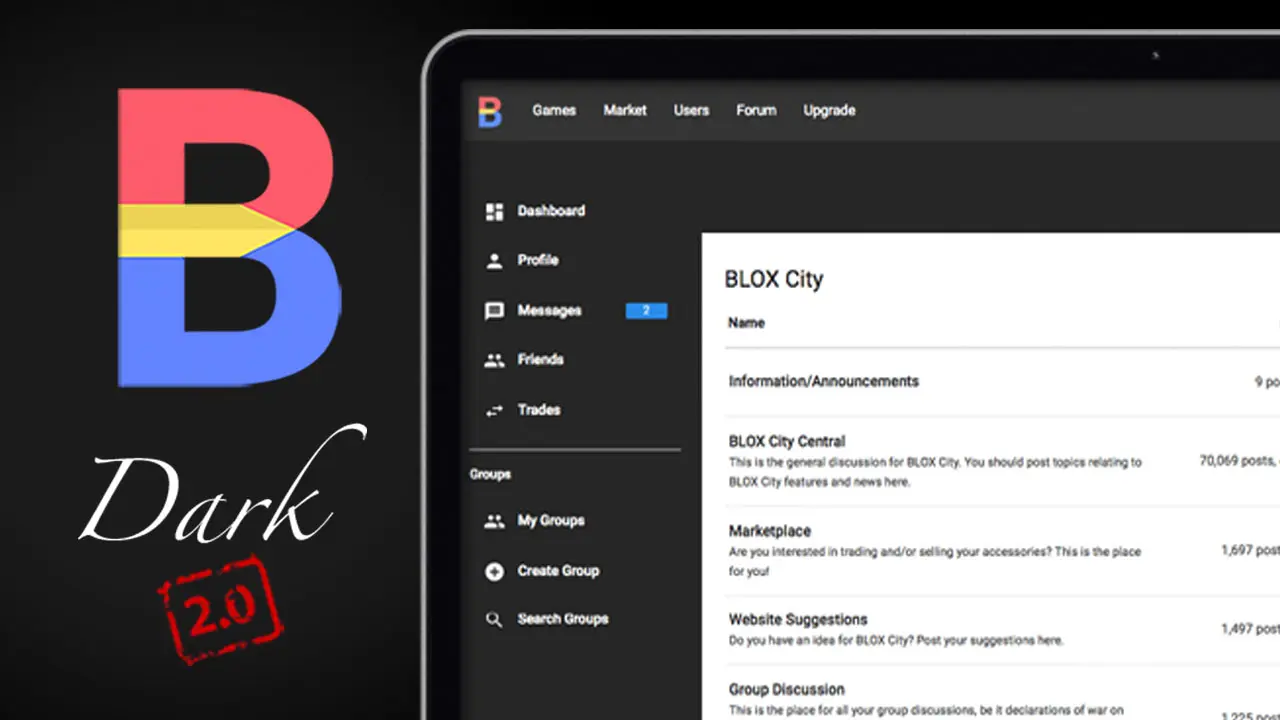 B
Dark
2.0
B
Games Market Users Forum Upgrade
Dashboard
Profile
Messages 2
Friends
Trades
Groups
My Groups
Create Group
Search Groups
BLOX City
Name
Information/Announcements
9 po
BLOX City Central
This is the general discussion for BLOX City. You should post topics relating to
BLOX City features and news here.
70,069 posts,
Marketplace
Are you interested in trading and/or selling your accessories? This is the place
for you!
1,697 post
Website Suggestions
Do you have an idea for BLOX City? Post your suggestions here.
1,497 post
Group Discussion
This is the place for all your group discussions, be it declarations of war on
1,225 post